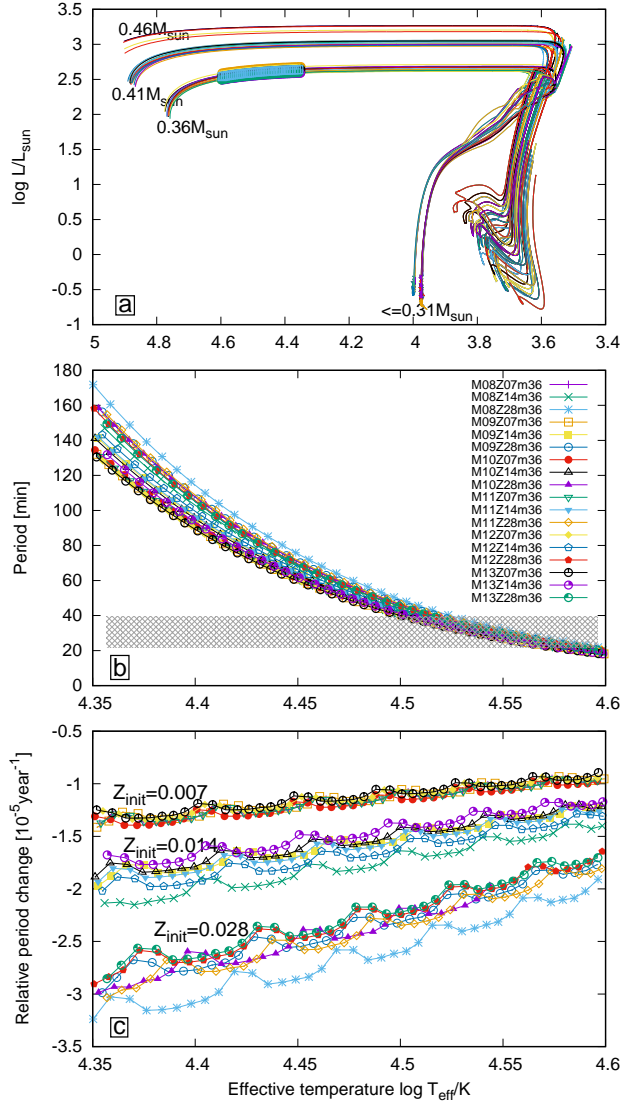 3.5
3
2.5
2
1.5
1
0.5
0
-0.5
-1
log L/L_sun
0.46M_sun
0.41M_sun
0.36M_sun
<=0.31M_sun
a
5 4.8 4.6 4.4 4.2 4 3.8 3.6 3.4
180
160
140
120
100
80
60
40
20
0
Period [min]
M08Z07m36
M08Z14m36
M08Z28m36
M09Z07m36
M09Z14m36
M09Z28m36
M10Z07m36
M10Z14m36
M10Z28m36
M11Z07m36
M11Z14m36
M11Z28m36
M12Z07m36
M12Z14m36
M12Z28m36
M13Z07m36
M13Z14m36
M13Z28m36
b
4.35 4.4 4.45 4.5 4.55 4.6
-0.5
-1
-1.5
-2
-2.5
-3
-3.5
Relative period change [10^-5 year^-1]
Z_init=0.007
Z_init=0.014
Z_init=0.028
c
4.35 4.4 4.45 4.5 4.55 4.6
Effective temperature log T_eff/K